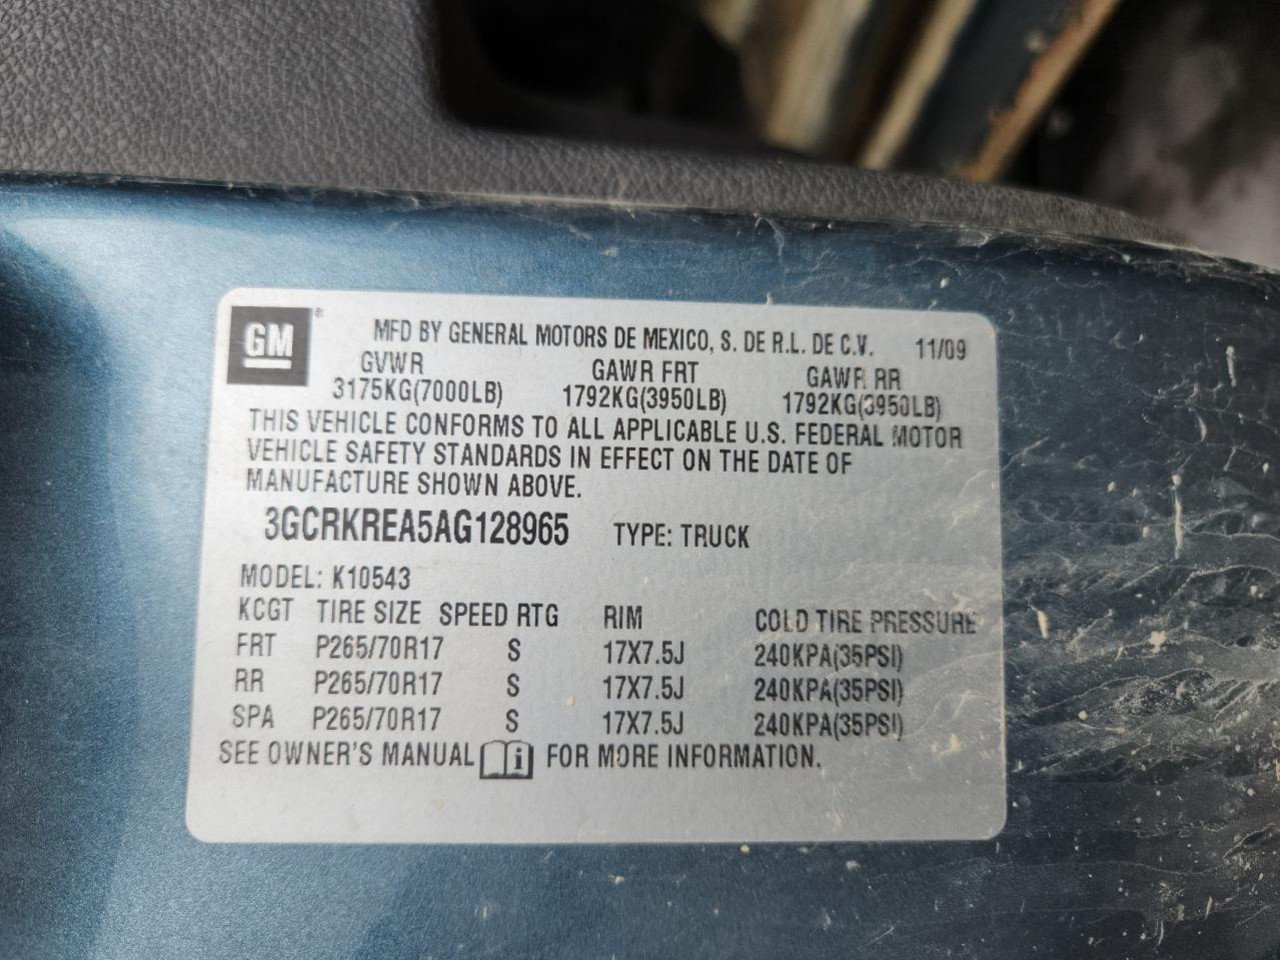 GM®
MFD BY GENERAL MOTORS DE MEXICO, S. DE R.L. DE C.V. 11/09
GVWR GAWR FRT GAWR RR
3175KG(7000LB) 1792KG(3950LB) 1792KG(3950LB)
THIS VEHICLE CONFORMS TO ALL APPLICABLE U.S. FEDERAL MOTOR
VEHICLE SAFETY STANDARDS IN EFFECT ON THE DATE OF
MANUFACTURE SHOWN ABOVE.
3GCRKREA5AG128965 TYPE: TRUCK
MODEL: K10543
KCGT TIRE SIZE SPEED RTG RIM COLD TIRE PRESSURE
FRT P265/70R17 S 17X7.5J 240KPA(35PSI)
RR P265/70R17 S 17X7.5J 240KPA(35PSI)
SPA P265/70R17 S 17X7.5J 240KPA(35PSI)
SEE OWNER'S MANUAL i FOR MORE INFORMATION.